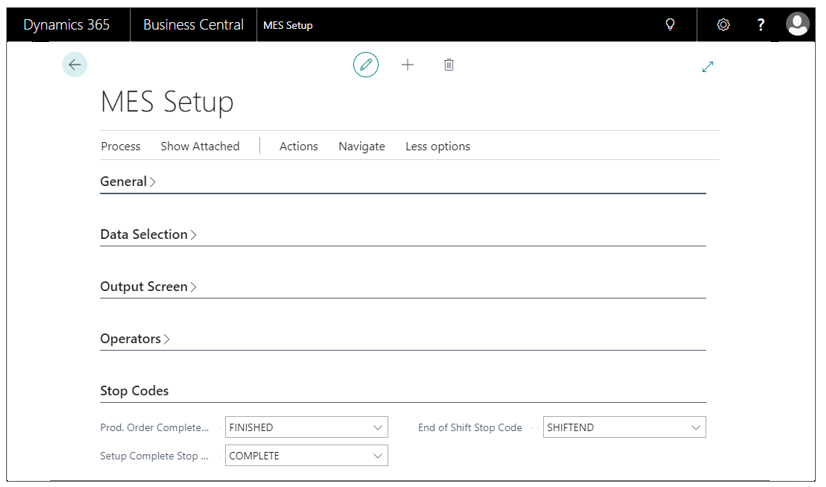 Dynamics 365 Business Central MES Setup ?
MES Setup
Process Show Attached Actions Navigate Less options
General
Data Selection
Output Screen
Operators
Stop Codes
Prod. Order Complete... FINISHED End of Shift Stop Code SHIFTEND
Setup Complete Stop ... COMPLETE